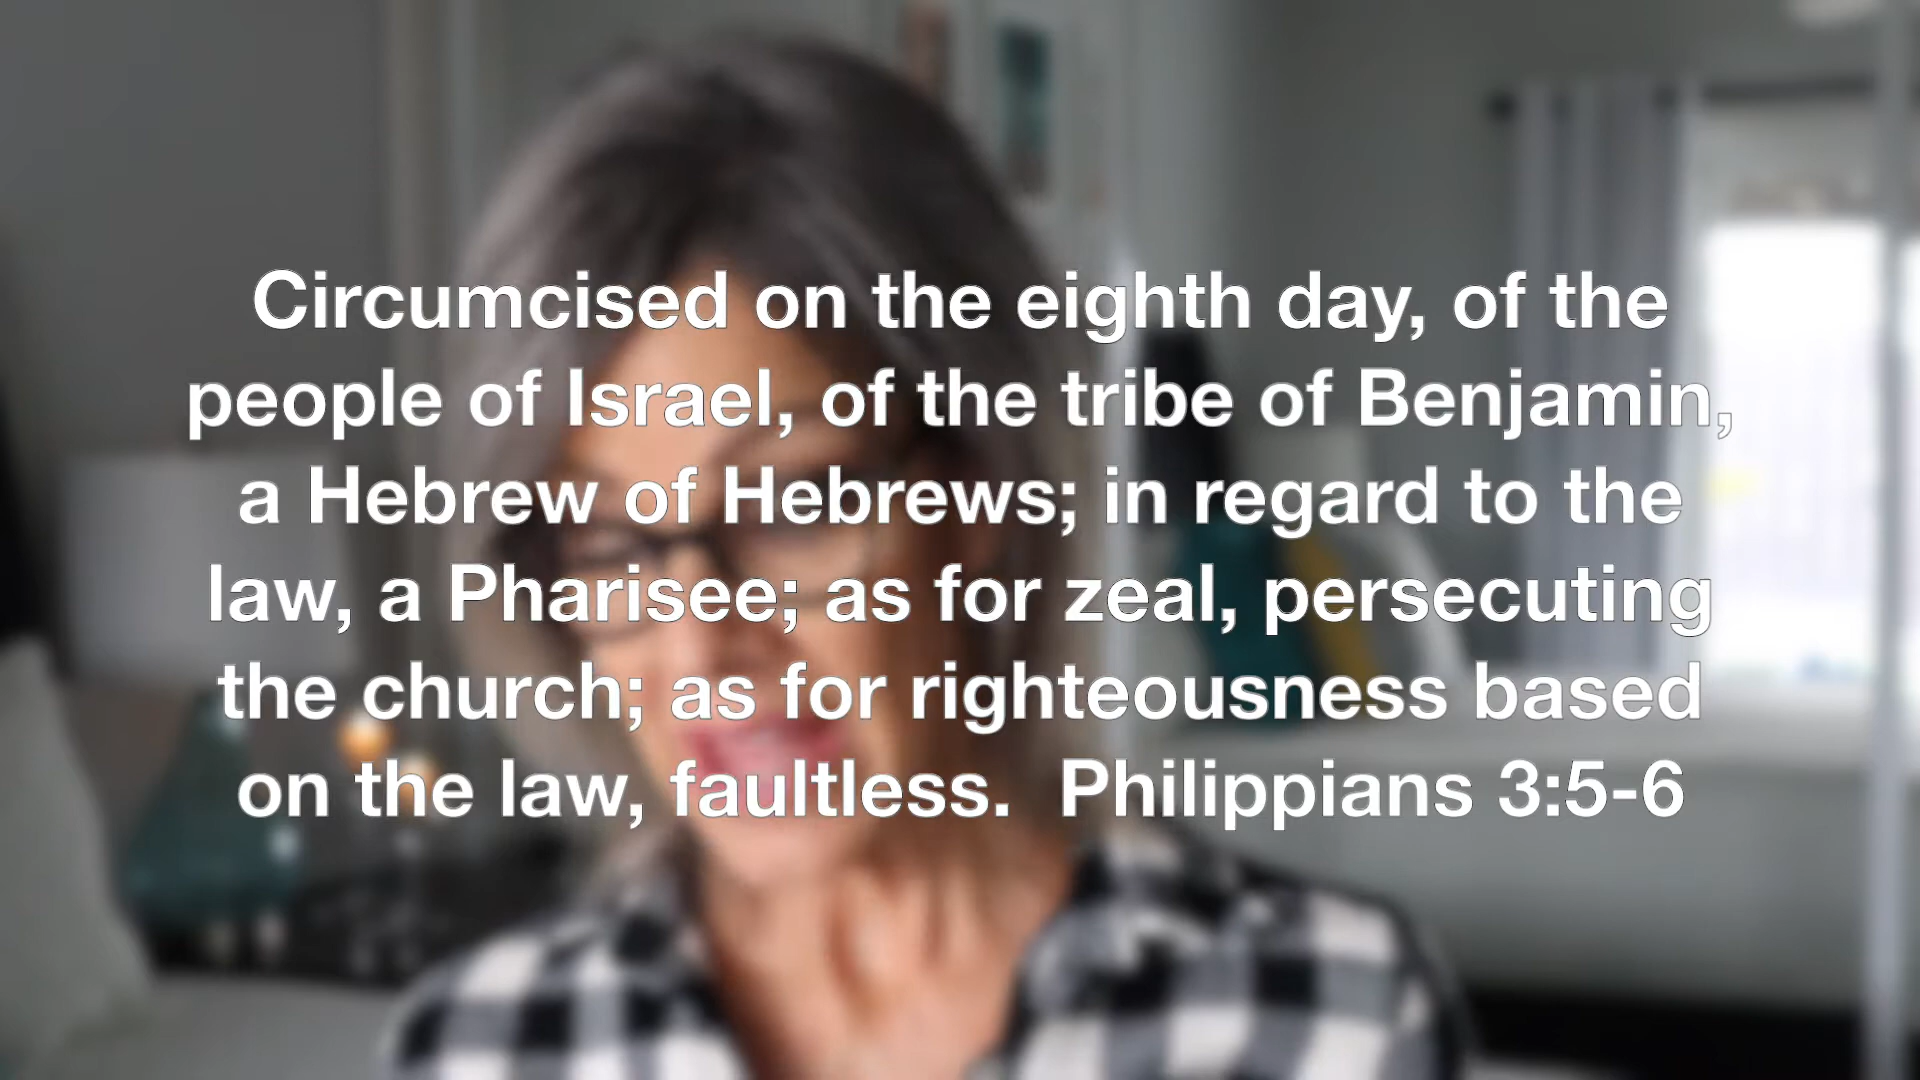 Circumcised on the eighth day, of the
people of Israel, of the tribe of Benjamin,
a Hebrew of Hebrews; in regard to the
law, a Pharisee; as for zeal, persecuting
the church; as for righteousness based
on the law, faultless.  Philippians 3:5-6